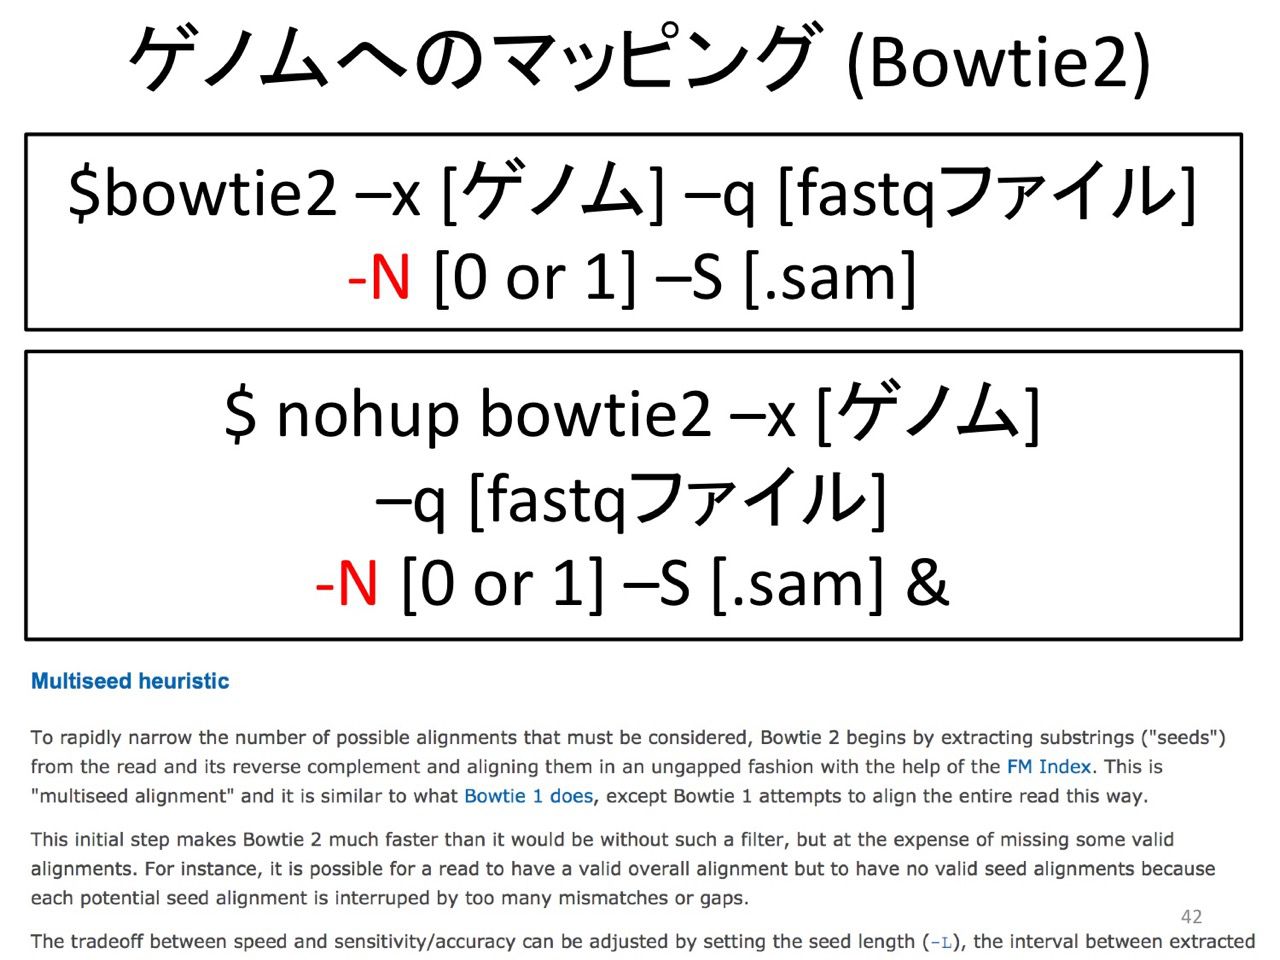 ゲノムへのマッピング (Bowtie2)
$bowtie2 –x [ゲノム] –q [fastqファイル]
-N [0 or 1] –S [.sam]
$ nohup bowtie2 –x [ゲノム]
–q [fastqファイル]
-N [0 or 1] –S [.sam] &
Multiseed heuristic
To rapidly narrow the number of possible alignments that must be considered, Bowtie 2 begins by extracting substrings ("seeds")
from the read and its reverse complement and aligning them in an ungapped fashion with the help of the FM Index. This is
"multiseed alignment" and it is similar to what Bowtie 1 does, except Bowtie 1 attempts to align the entire read this way.
This initial step makes Bowtie 2 much faster than it would be without such a filter, but at the expense of missing some valid
alignments. For instance, it is possible for a read to have a valid overall alignment but to have no valid seed alignments because
each potential seed alignment is interruped by too many mismatches or gaps.
42
The tradeoff between speed and sensitivity/accuracy can be adjusted by setting the seed length (-L), the interval between extracted